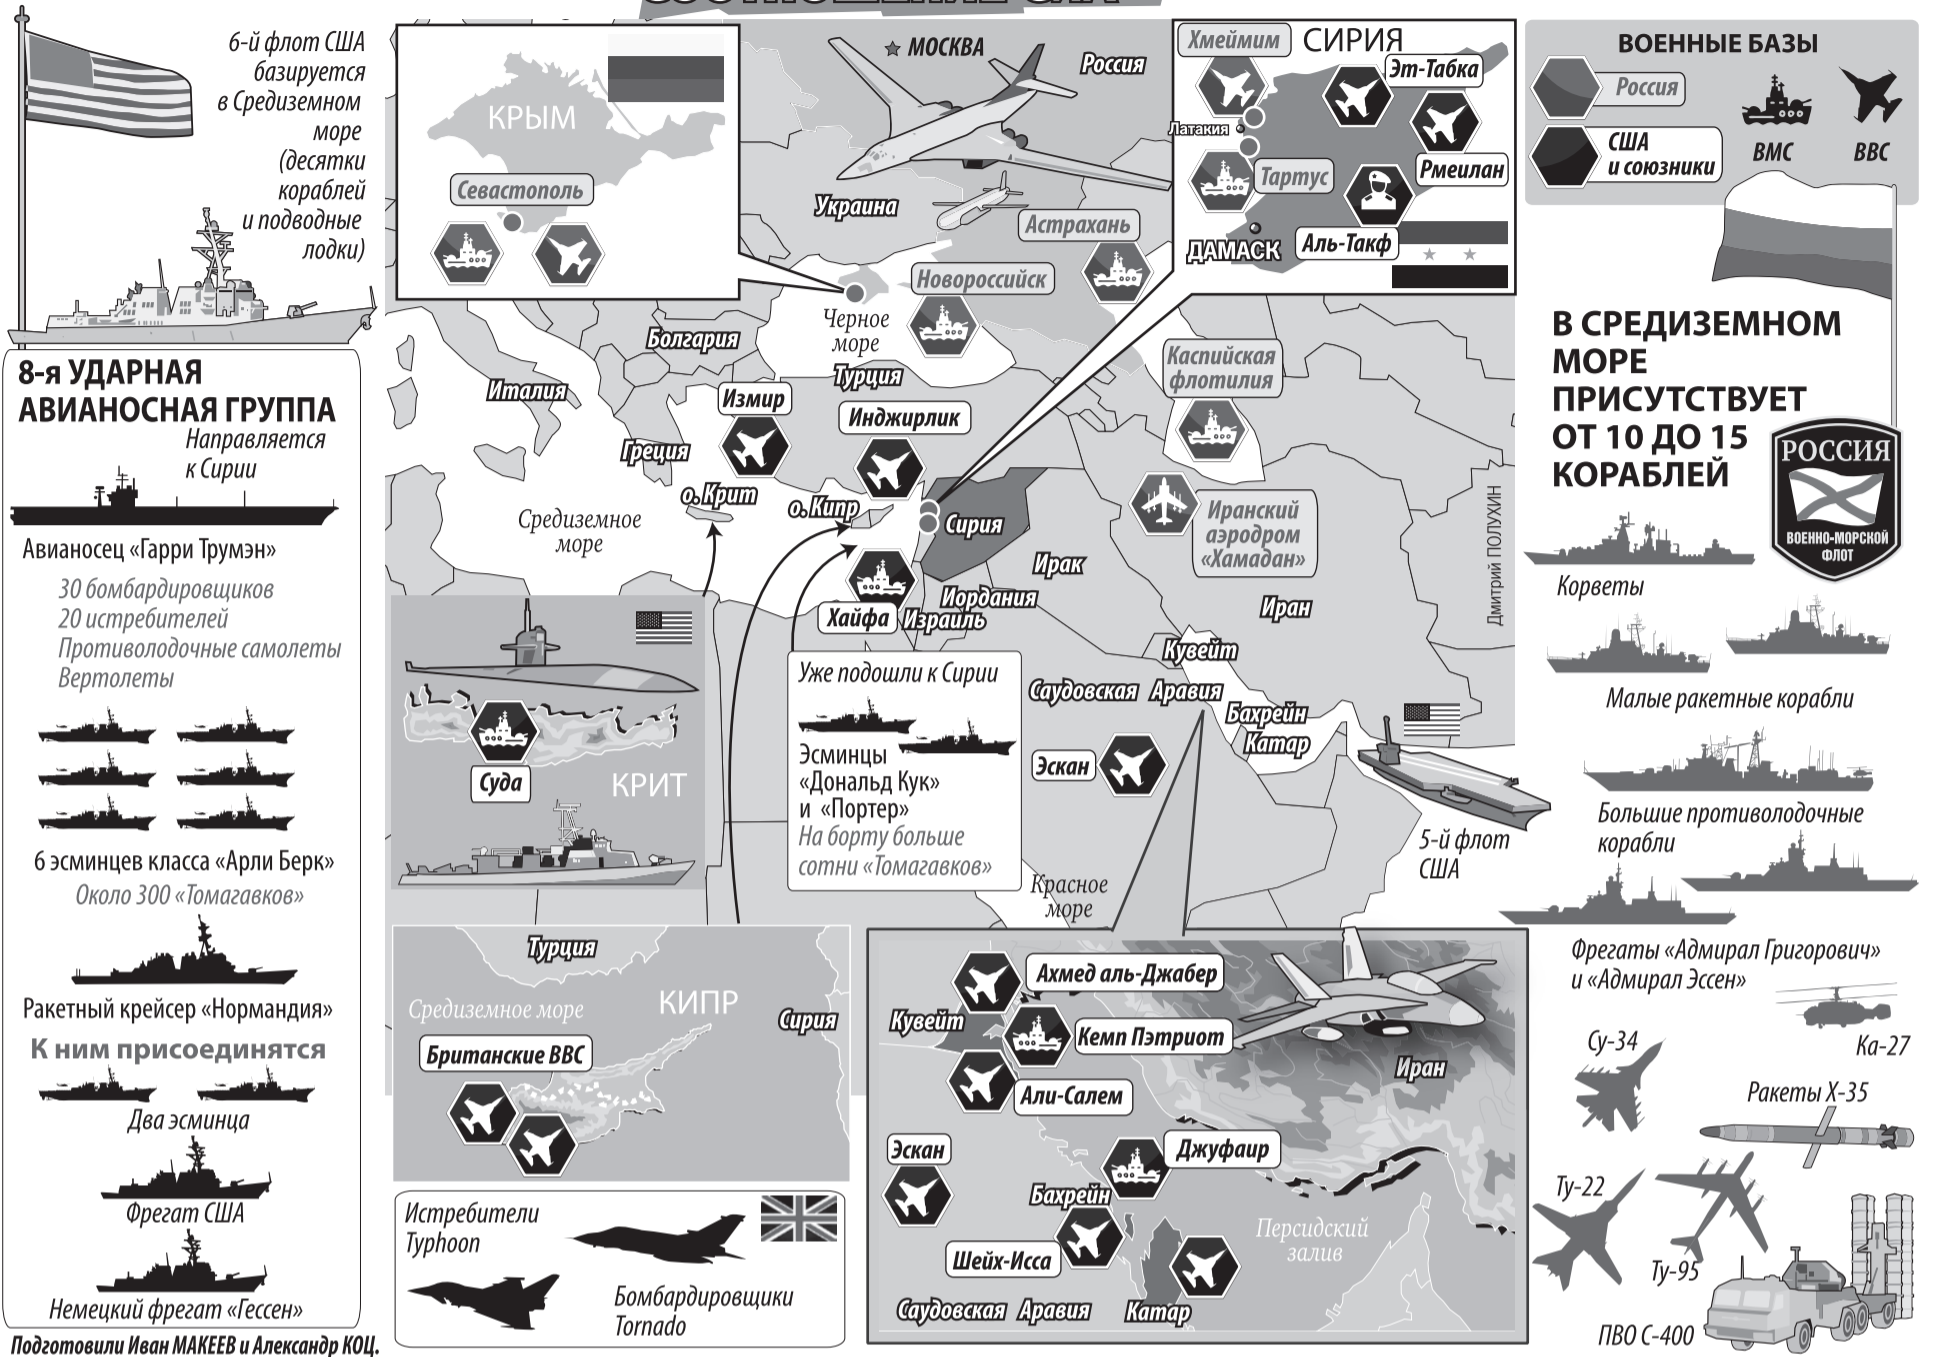 6-й флот США
базируется
в Средиземном
море
(десятки
кораблей
и подводные
лодки)
8-я УДАРНАЯ
АВИАНОСНАЯ ГРУППА
Направляется
к Сирии
Авианосец «Гарри Трумэн»
30 бомбардировщиков
20 истребителей
Противолодочные самолеты
Вертолеты
6 эсминцев класса «Арли Берк»
Около 300 «Томагавков»
Ракетный крейсер «Нормандия»
К ним присоединятся
Два эсминца
Фрегат США
Немецкий фрегат «Гессен»
Подготовили Иван МАКЕЕВ и Александр КОЦ.
КРЫМ
Севастополь
МОСКВА
Россия
Украина
Астрахань
Новороссийск
Черное
море
Болгария
Турция
Италия
Измир
Инджирлик
Греция
о. Крит
о. Кипр
Средиземное
море
Сирия
Каспийская
флотилия
Иранский
аэродром
«Хамадан»
Ирак
Иордания
Иран
Хайфа
Израиль
Кувейт
Саудовская Аравия
Бахрейн
Катар
Эскан
5-й флот
США
Красное
море
Дмитрий ПОЛУХИН
Хмеймим
СИРИЯ
Эт-Табка
Латакия
Рмеилан
Тартус
ДАМАСК
Аль-Такф
Суда
КРИТ
Уже подошли к Сирии
Эсминцы
«Дональд Кук»
и «Портер»
На борту больше
сотни «Томагавков»
Турция
Средиземное море
КИПР
Сирия
Британские ВВС
Истребители
Typhoon
Бомбардировщики
Tornado
Ахмед аль-Джабер
Кувейт
Кемп Пэтриот
Али-Салем
Иран
Эскан
Джуфаир
Бахрейн
Шейх-Исса
Персидский
залив
Саудовская Аравия
Катар
ВОЕННЫЕ БАЗЫ
Россия
США
и союзники
ВМС
ВВС
В СРЕДИЗЕМНОМ
МОРЕ
ПРИСУТСТВУЕТ
ОТ 10 ДО 15
КОРАБЛЕЙ
РОССИЯ
ВОЕННО-МОРСКОЙ
ФЛОТ
Корветы
Малые ракетные корабли
Большие противолодочные
корабли
Фрегаты «Адмирал Григорович»
и «Адмирал Эссен»
Ка-27
Су-34
Ракеты Х-35
Ту-22
Ту-95
ПВО С-400